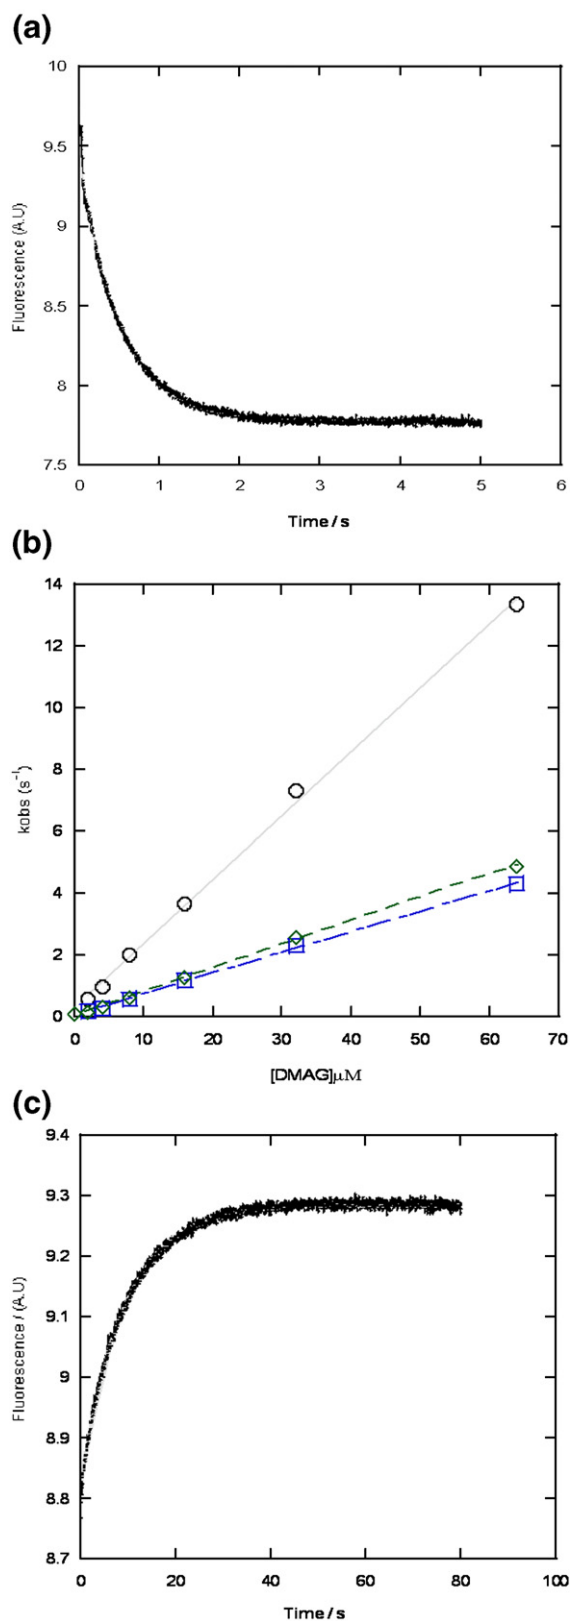 (a)
10
9.5
9
8.5
8
7.5
Fluorescence (A.U)
0 1 2 3 4 5 6
Time / s
(b)
14
12
10
8
6
4
2
0
kobs (s⁻¹)
0 10 20 30 40 50 60 70
[DMAG]μM
(c)
9.4
9.3
9.2
9.1
9
8.9
8.8
8.7
Fluorescence / (A.U)
0 20 40 60 80 100
Time / s